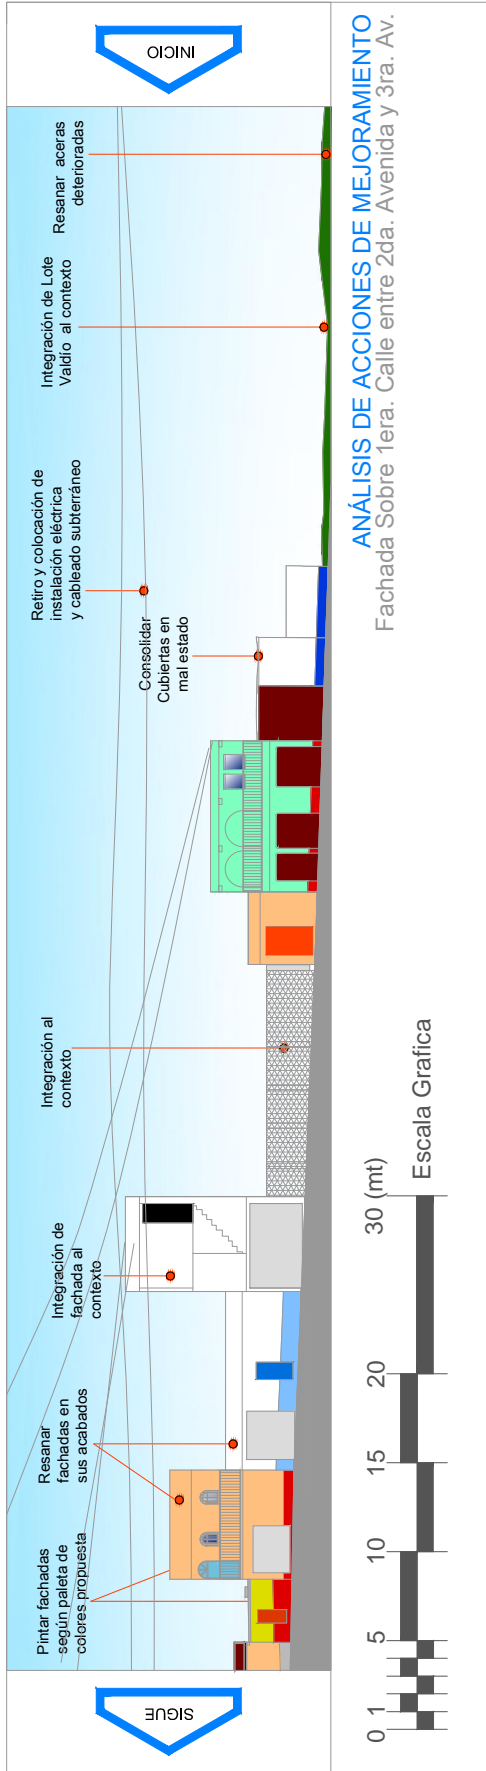 SIGUE
Pintar fachadas
según paleta de
colores propuesta
Resanar
fachadas en
sus acabados
Integración de
fachada al
contexto
Integración al
contexto
Consolidar
Cubiertas en
mal estado
Retiro y colocación de
instalación eléctrica
y cableado subterráneo
Integración de Lote
Valdío al contexto
Resanar aceras
deterioradas
INICIO
ANÁLISIS DE ACCIONES DE MEJORAMIENTO
Fachada Sobre 1era. Calle entre 2da. Avenida y 3ra. Av.
0 1 5 10 15 20 30 (mt)
Escala Grafica